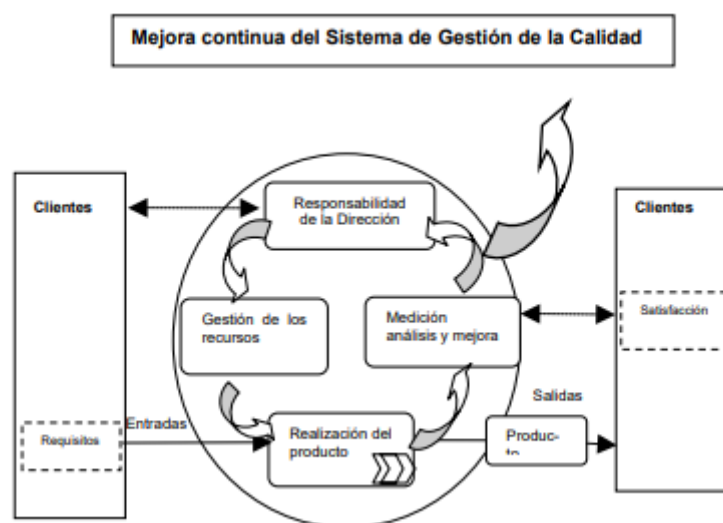 Mejora continua del Sistema de Gestión de la Calidad
Clientes
Responsabilidad
de la Dirección
Clientes
Gestión de los
recursos
Medición
análisis y mejora
Satisfacción
Requisitos
Entradas
Realización del
producto
Salidas
Produc-
to